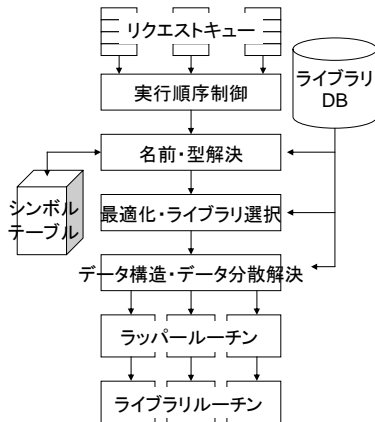 リクエストキュー
ライブラリ
DB
実行順序制御
名前・型解決
シンボル
テーブル
最適化・ライブラリ選択
データ構造・データ分散解決
ラッパールーチン
ライブラリルーチン